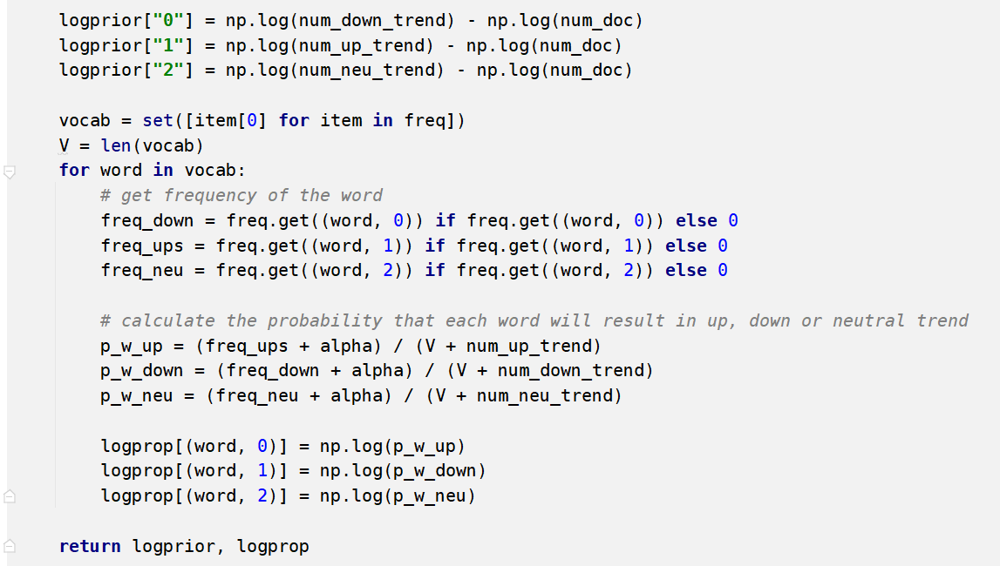 logprior["0"] = np.log(num_down_trend) - np.log(num_doc)
logprior["1"] = np.log(num_up_trend) - np.log(num_doc)
logprior["2"] = np.log(num_neu_trend) - np.log(num_doc)
vocab = set([item[0] for item in freq])
V = len(vocab)
for word in vocab:
# get frequency of the word
freq_down = freq.get((word, 0)) if freq.get((word, 0)) else 0
freq_ups = freq.get((word, 1)) if freq.get((word, 1)) else 0
freq_neu = freq.get((word, 2)) if freq.get((word, 2)) else 0
# calculate the probability that each word will result in up, down or neutral trend
p_w_up = (freq_ups + alpha) / (V + num_up_trend)
p_w_down = (freq_down + alpha) / (V + num_down_trend)
p_w_neu = (freq_neu + alpha) / (V + num_neu_trend)
logprop[(word, 0)] = np.log(p_w_up)
logprop[(word, 1)] = np.log(p_w_down)
logprop[(word, 2)] = np.log(p_w_neu)
return logprior, logprop